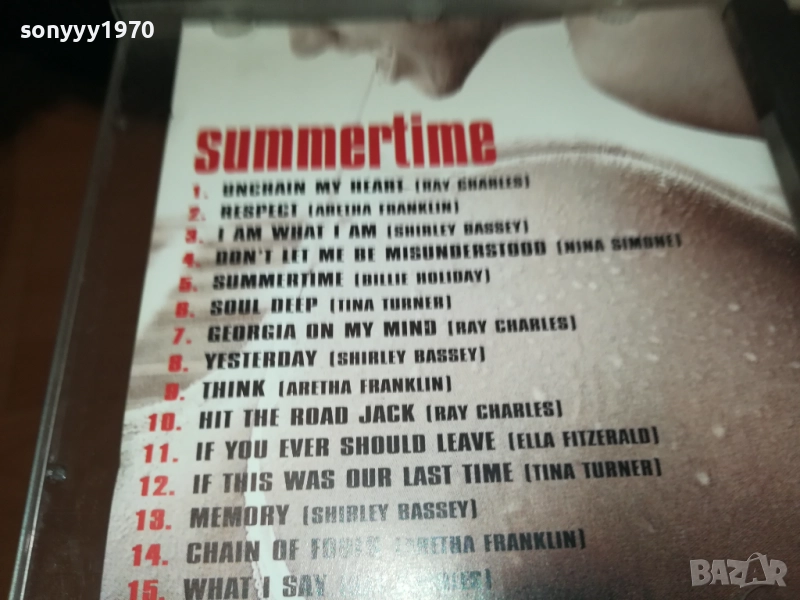 sonyyy1970
summertime
1. UNCHAIN MY HEART (RAY CHARLES)
2. RESPECT (ARETHA FRANKLIN)
3. I AM WHAT I AM (SHIRLEY BASSEY)
4. DON'T LET ME BE MISUNDERSTOOD (NINA SIMONE)
5. SUMMERTIME (BILLIE HOLIDAY)
6. SOUL DEEP (TINA TURNER)
7. GEORGIA ON MY MIND (RAY CHARLES)
8. YESTERDAY (SHIRLEY BASSEY)
9. THINK (ARETHA FRANKLIN)
10. HIT THE ROAD JACK (RAY CHARLES)
11. IF YOU EVER SHOULD LEAVE (ELLA FITZERALD)
12. IF THIS WAS OUR LAST TIME (TINA TURNER)
13. MEMORY (SHIRLEY BASSEY)
14. CHAIN OF FOOLS (ARETHA FRANKLIN)
15. WHAT I SAY
BAZAR